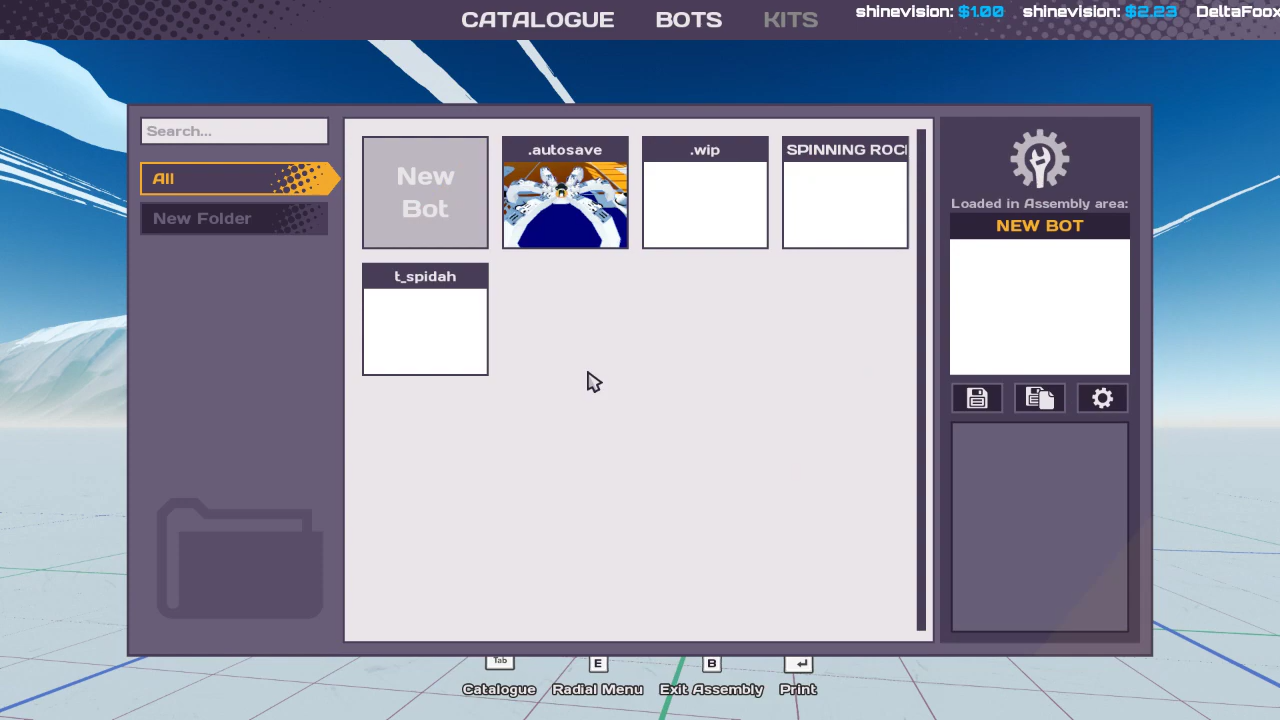 CATALOGUE BOTS KITS
shinevision: $1.00 shinevision: $2.23 DeltaFoox
Search...
All
New Folder
New
Bot
.autosave
.wip
SPINNING ROC
t_spidah
Loaded in Assembly area:
NEW BOT
Tab E B
Catalogue Radial Menu Exit Assembly Print